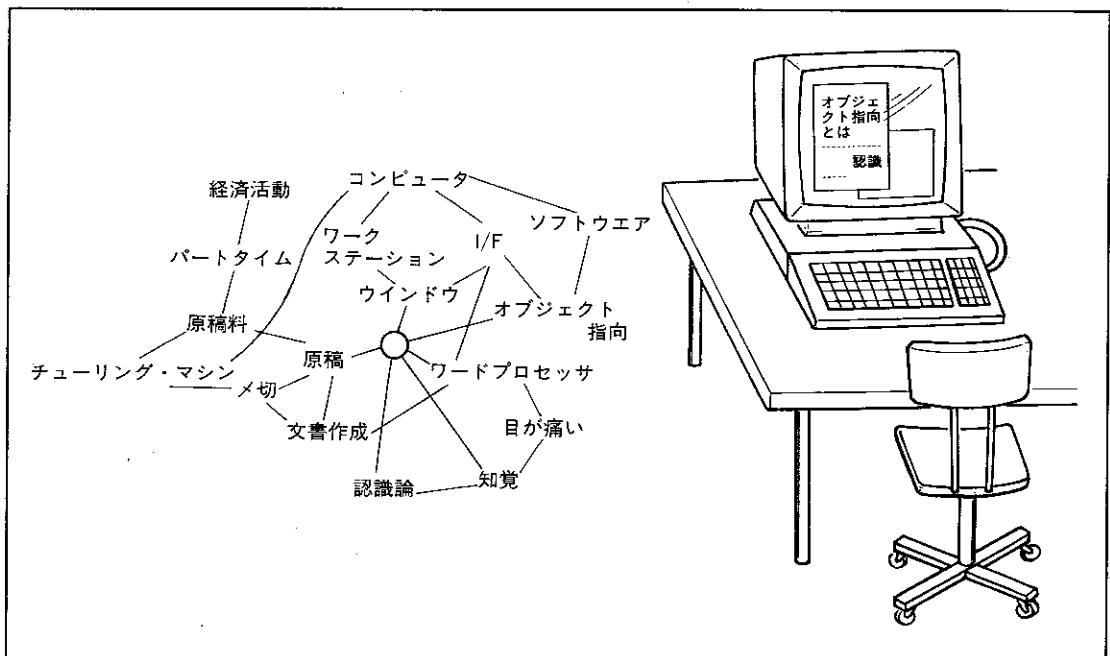 オブジェ
クト指向
とは
認識
コンピュータ
経済活動
ソフトウエア
ワーク
ステーション
I/F
パートタイム
ウインドウ
オブジェクト
指向
原稿料
原稿
チューリング・マシン
ワードプロセッサ
〆切
文書作成
目が痛い
知覚
認識論